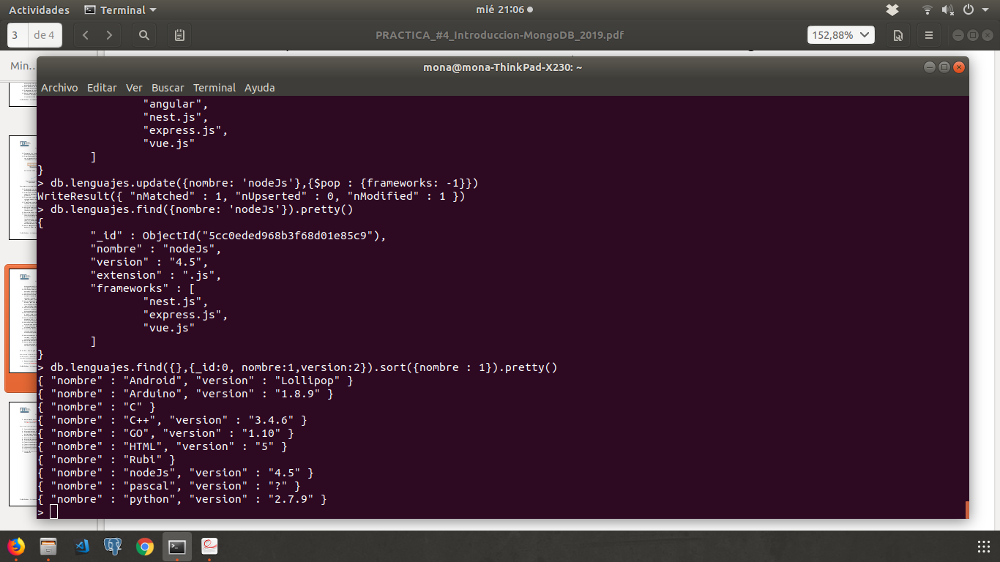 Actividades Terminal mié 21:06
3 de 4 PRACTICA_#4_Introduccion-MongoDB_2019.pdf 152,88%
Min...
mona@mona-ThinkPad-X230: ~
Archivo Editar Ver Buscar Terminal Ayuda
"angular",
"nest.js",
"express.js",
"vue.js"
]
}
> db.lenguajes.update({nombre: 'nodeJs'},{$pop : {frameworks: -1}})
WriteResult({ "nMatched" : 1, "nUpserted" : 0, "nModified" : 1 })
> db.lenguajes.find({nombre: 'nodeJs'}).pretty()
{
"_id" : ObjectId("5cc0eded968b3f68d01e85c9"),
"nombre" : "nodeJs",
"version" : "4.5",
"extension" : ".js",
"frameworks" : [
"nest.js",
"express.js",
"vue.js"
]
}
> db.lenguajes.find({},{_id:0, nombre:1,version:2}).sort({nombre : 1}).pretty()
{ "nombre" : "Android", "version" : "Lollipop" }
{ "nombre" : "Arduino", "version" : "1.8.9" }
{ "nombre" : "C" }
{ "nombre" : "C++", "version" : "3.4.6" }
{ "nombre" : "GO", "version" : "1.10" }
{ "nombre" : "HTML", "version" : "5" }
{ "nombre" : "Rubi" }
{ "nombre" : "nodeJs", "version" : "4.5" }
{ "nombre" : "pascal", "version" : "?" }
{ "nombre" : "python", "version" : "2.7.9" }
>